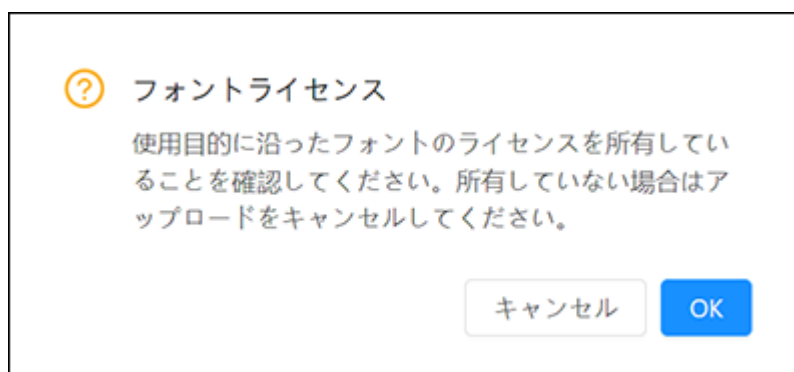 フォントライセンス
使用目的に沿ったフォントのライセンスを所有してい
ることを確認してください。所有していない場合はア
ップロードをキャンセルしてください。
キャンセル
OK